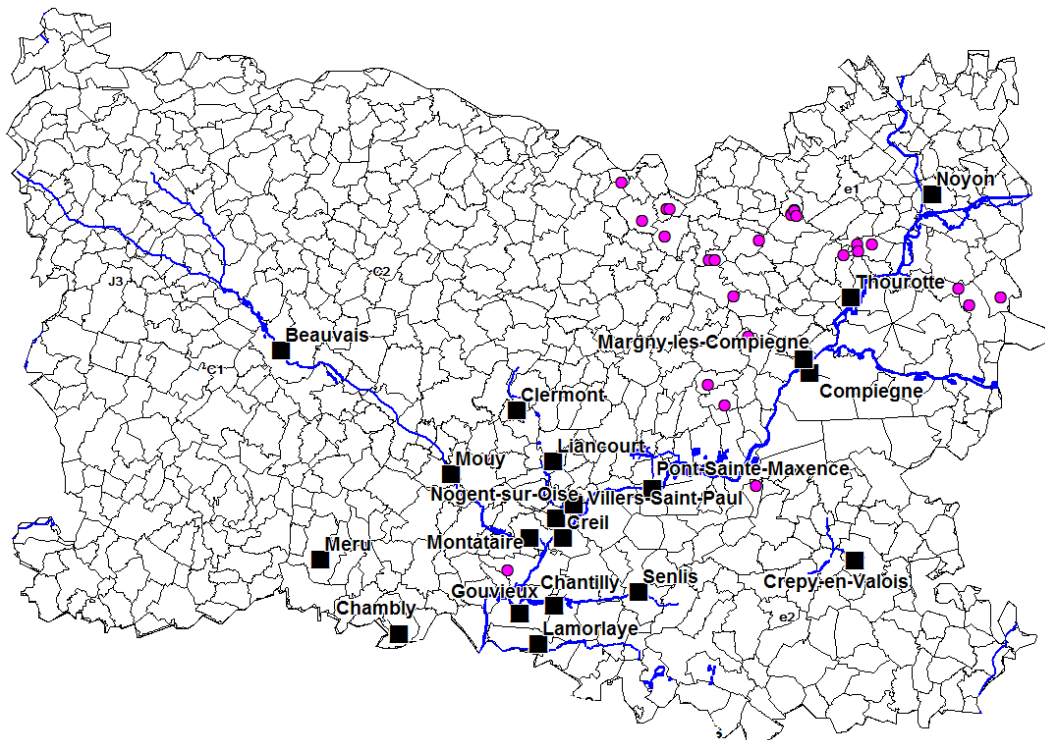 e1
Noyon
C2
J3
Thourotte
Beauvais
Margny-les-Compiegne
C1
Compiegne
Clermont
Liancourt
Mouy
Pont-Sainte-Maxence
Nogent-sur-Oise
Villers-Saint-Paul
Creil
Montataire
Meru
Crepy-en-Valois
Chantilly
Senlis
Gouvieux
Chambly
e2
Lamorlaye